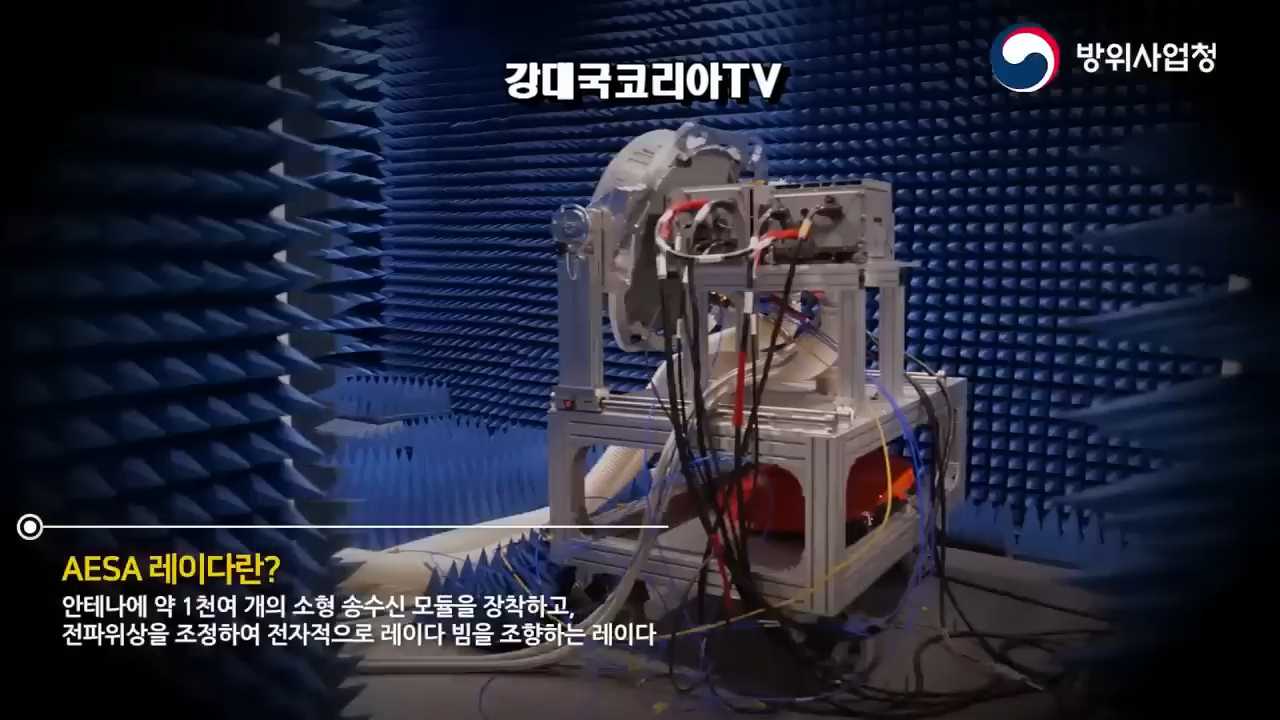 강대국코리아TV
방위사업청
AESA 레이다란?
안테나에 약 1천여 개의 소형 송수신 모듈을 장착하고,
전파위상을 조정하여 전자적으로 레이다 빔을 조향하는 레이다